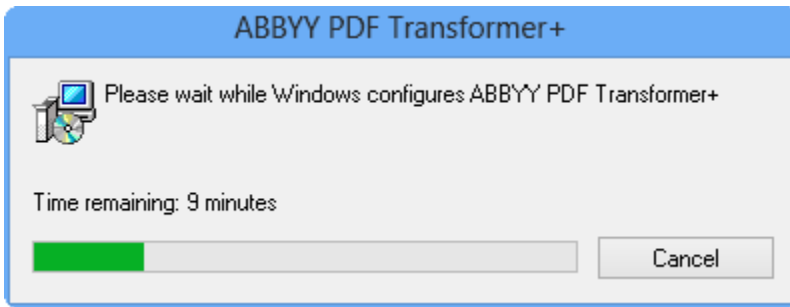 ABBYY PDF Transformer+
Please wait while Windows configures ABBYY PDF Transformer+
Time remaining: 9 minutes
Cancel